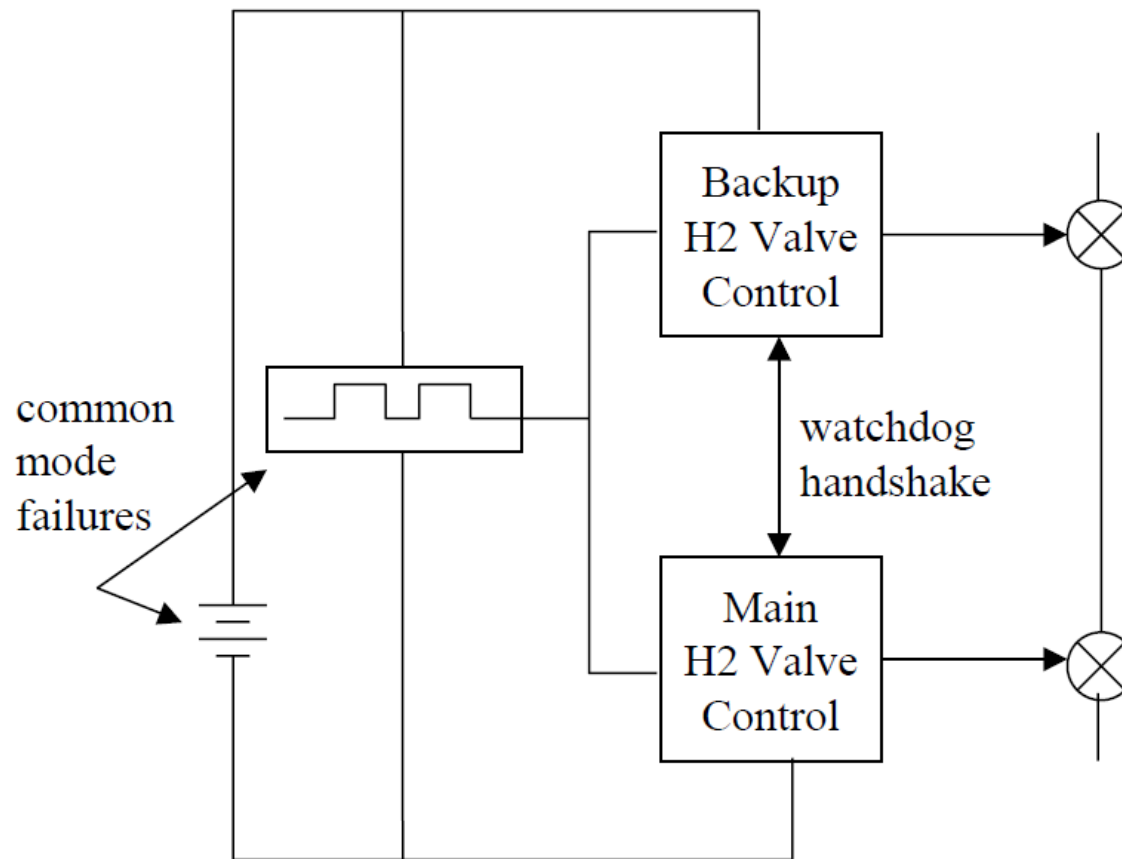 Backup
H2 Valve
Control
common
mode
failures
watchdog
handshake
Main
H2 Valve
Control